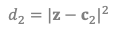 d₂ = |z − c₂|²